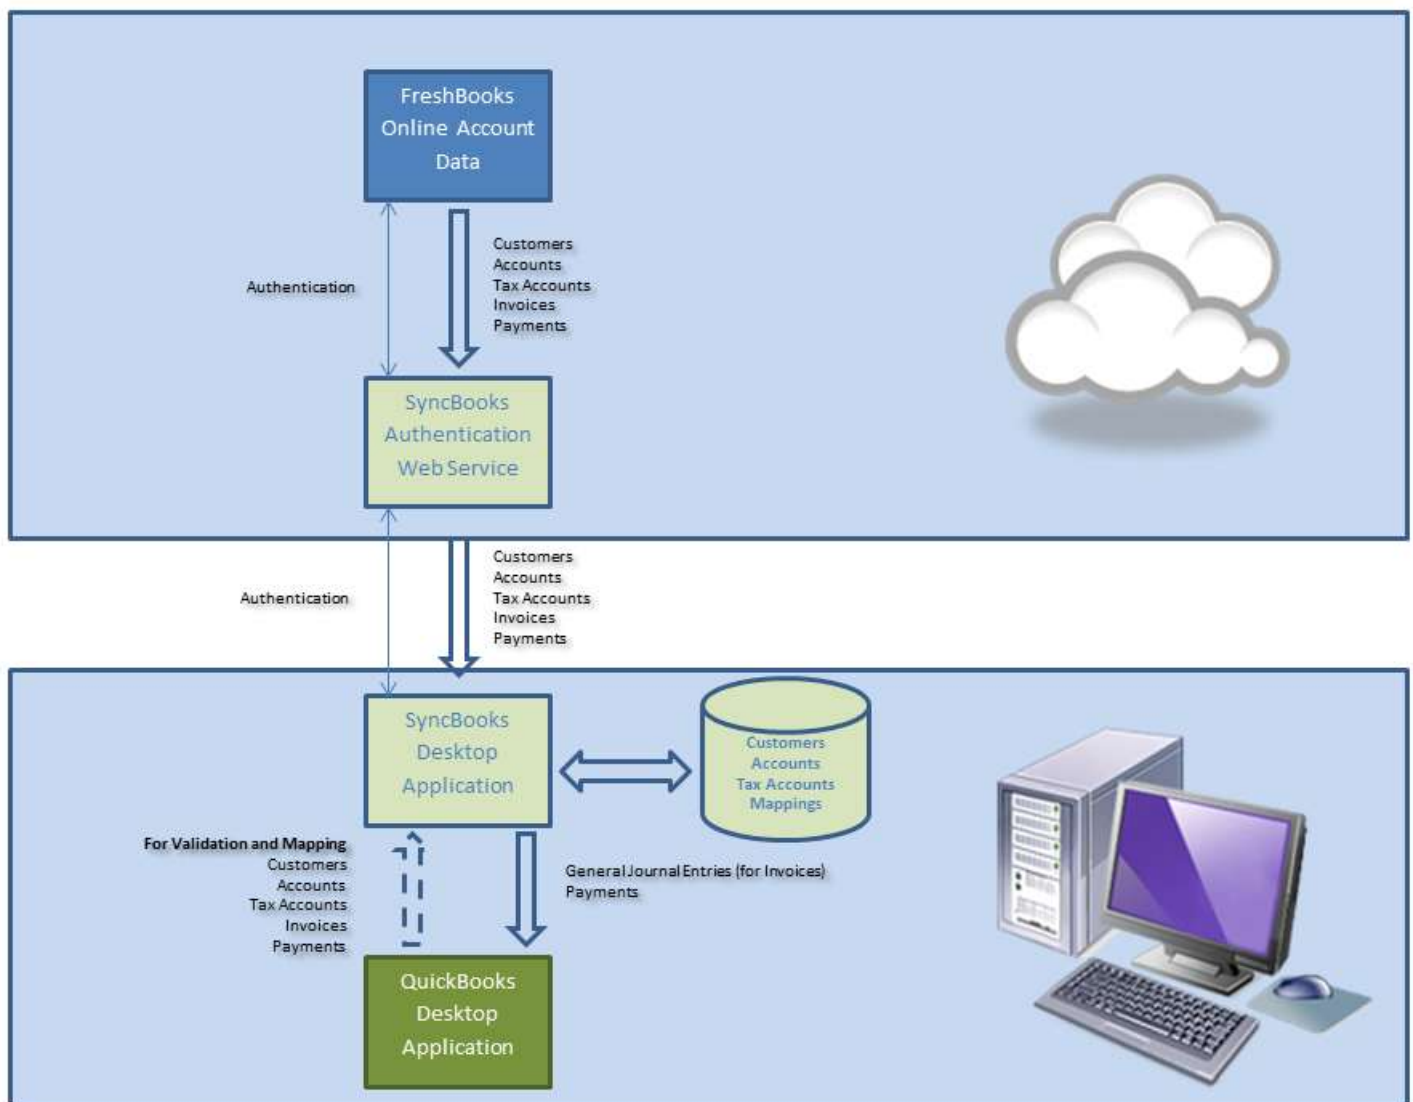 FreshBooks
Online Account
Data
Authentication
Customers
Accounts
Tax Accounts
Invoices
Payments
SyncBooks
Authentication
Web Service
Authentication
Customers
Accounts
Tax Accounts
Invoices
Payments
SyncBooks
Desktop
Application
Customers
Accounts
Tax Accounts
Mappings
For Validation and Mapping
Customers
Accounts
Tax Accounts
Invoices
Payments
General Journal Entries (for Invoices)
Payments
QuickBooks
Desktop
Application